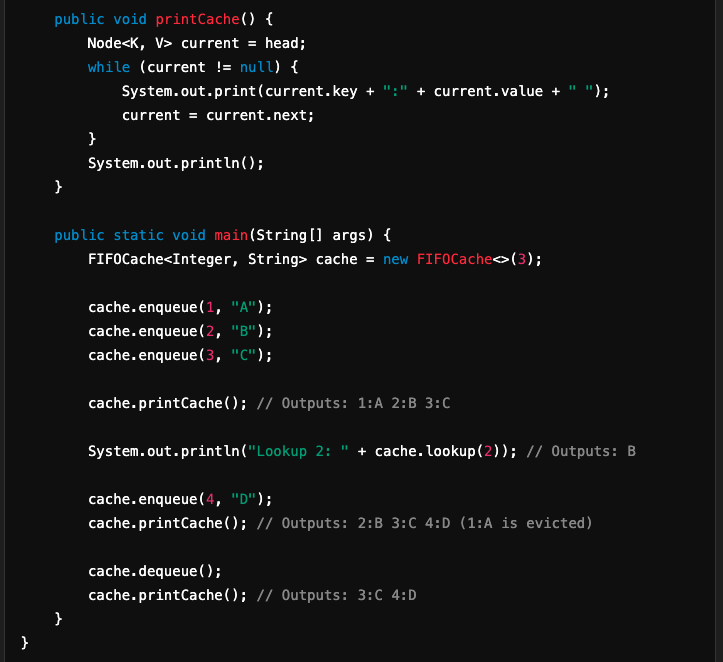 public void printCache() {
Node<K, V> current = head;
while (current != null) {
System.out.print(current.key + ":" + current.value + " ");
current = current.next;
}
System.out.println();
}
public static void main(String[] args) {
FIFOCache<Integer, String> cache = new FIFOCache<>(3);
cache.enqueue(1, "A");
cache.enqueue(2, "B");
cache.enqueue(3, "C");
cache.printCache(); // Outputs: 1:A 2:B 3:C
System.out.println("Lookup 2: " + cache.lookup(2)); // Outputs: B
cache.enqueue(4, "D");
cache.printCache(); // Outputs: 2:B 3:C 4:D (1:A is evicted)
cache.dequeue();
cache.printCache(); // Outputs: 3:C 4:D
}
}